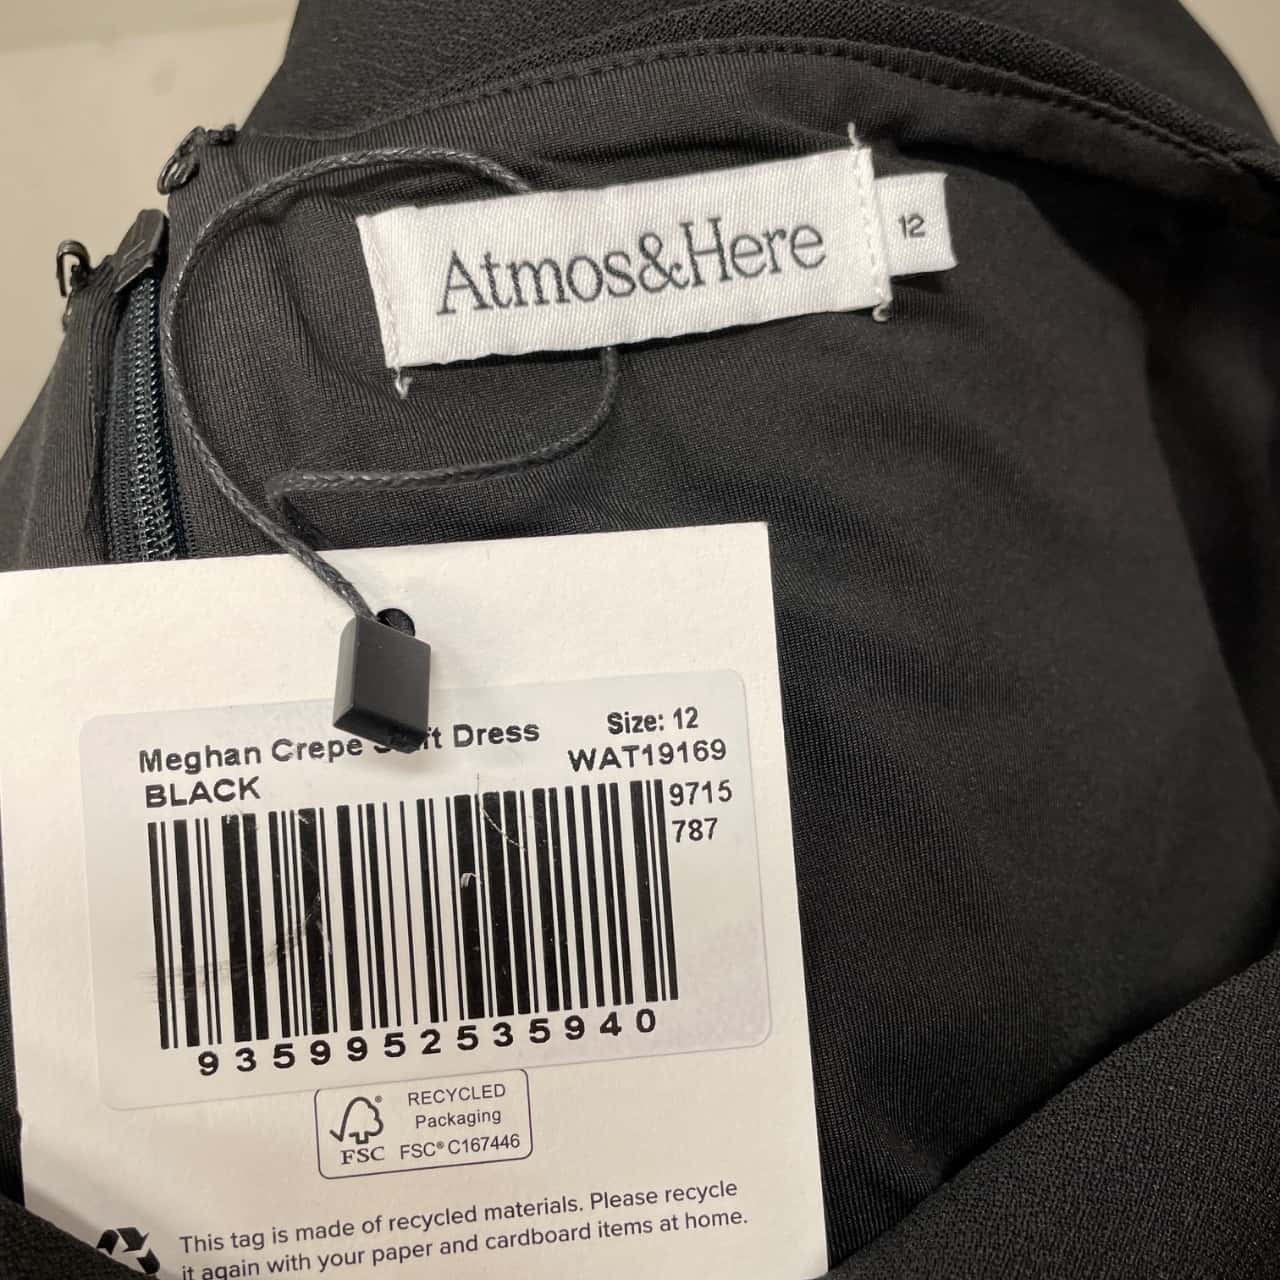 Atmos&Here
12
Meghan Crepe Dress
BLACK
Size: 12
WAT19169
9715
787
9359952535940
RECYCLED
Packaging
FSC
FSC® C167446
This tag is made of recycled materials. Please recycle
it again with your paper and cardboard items at home.